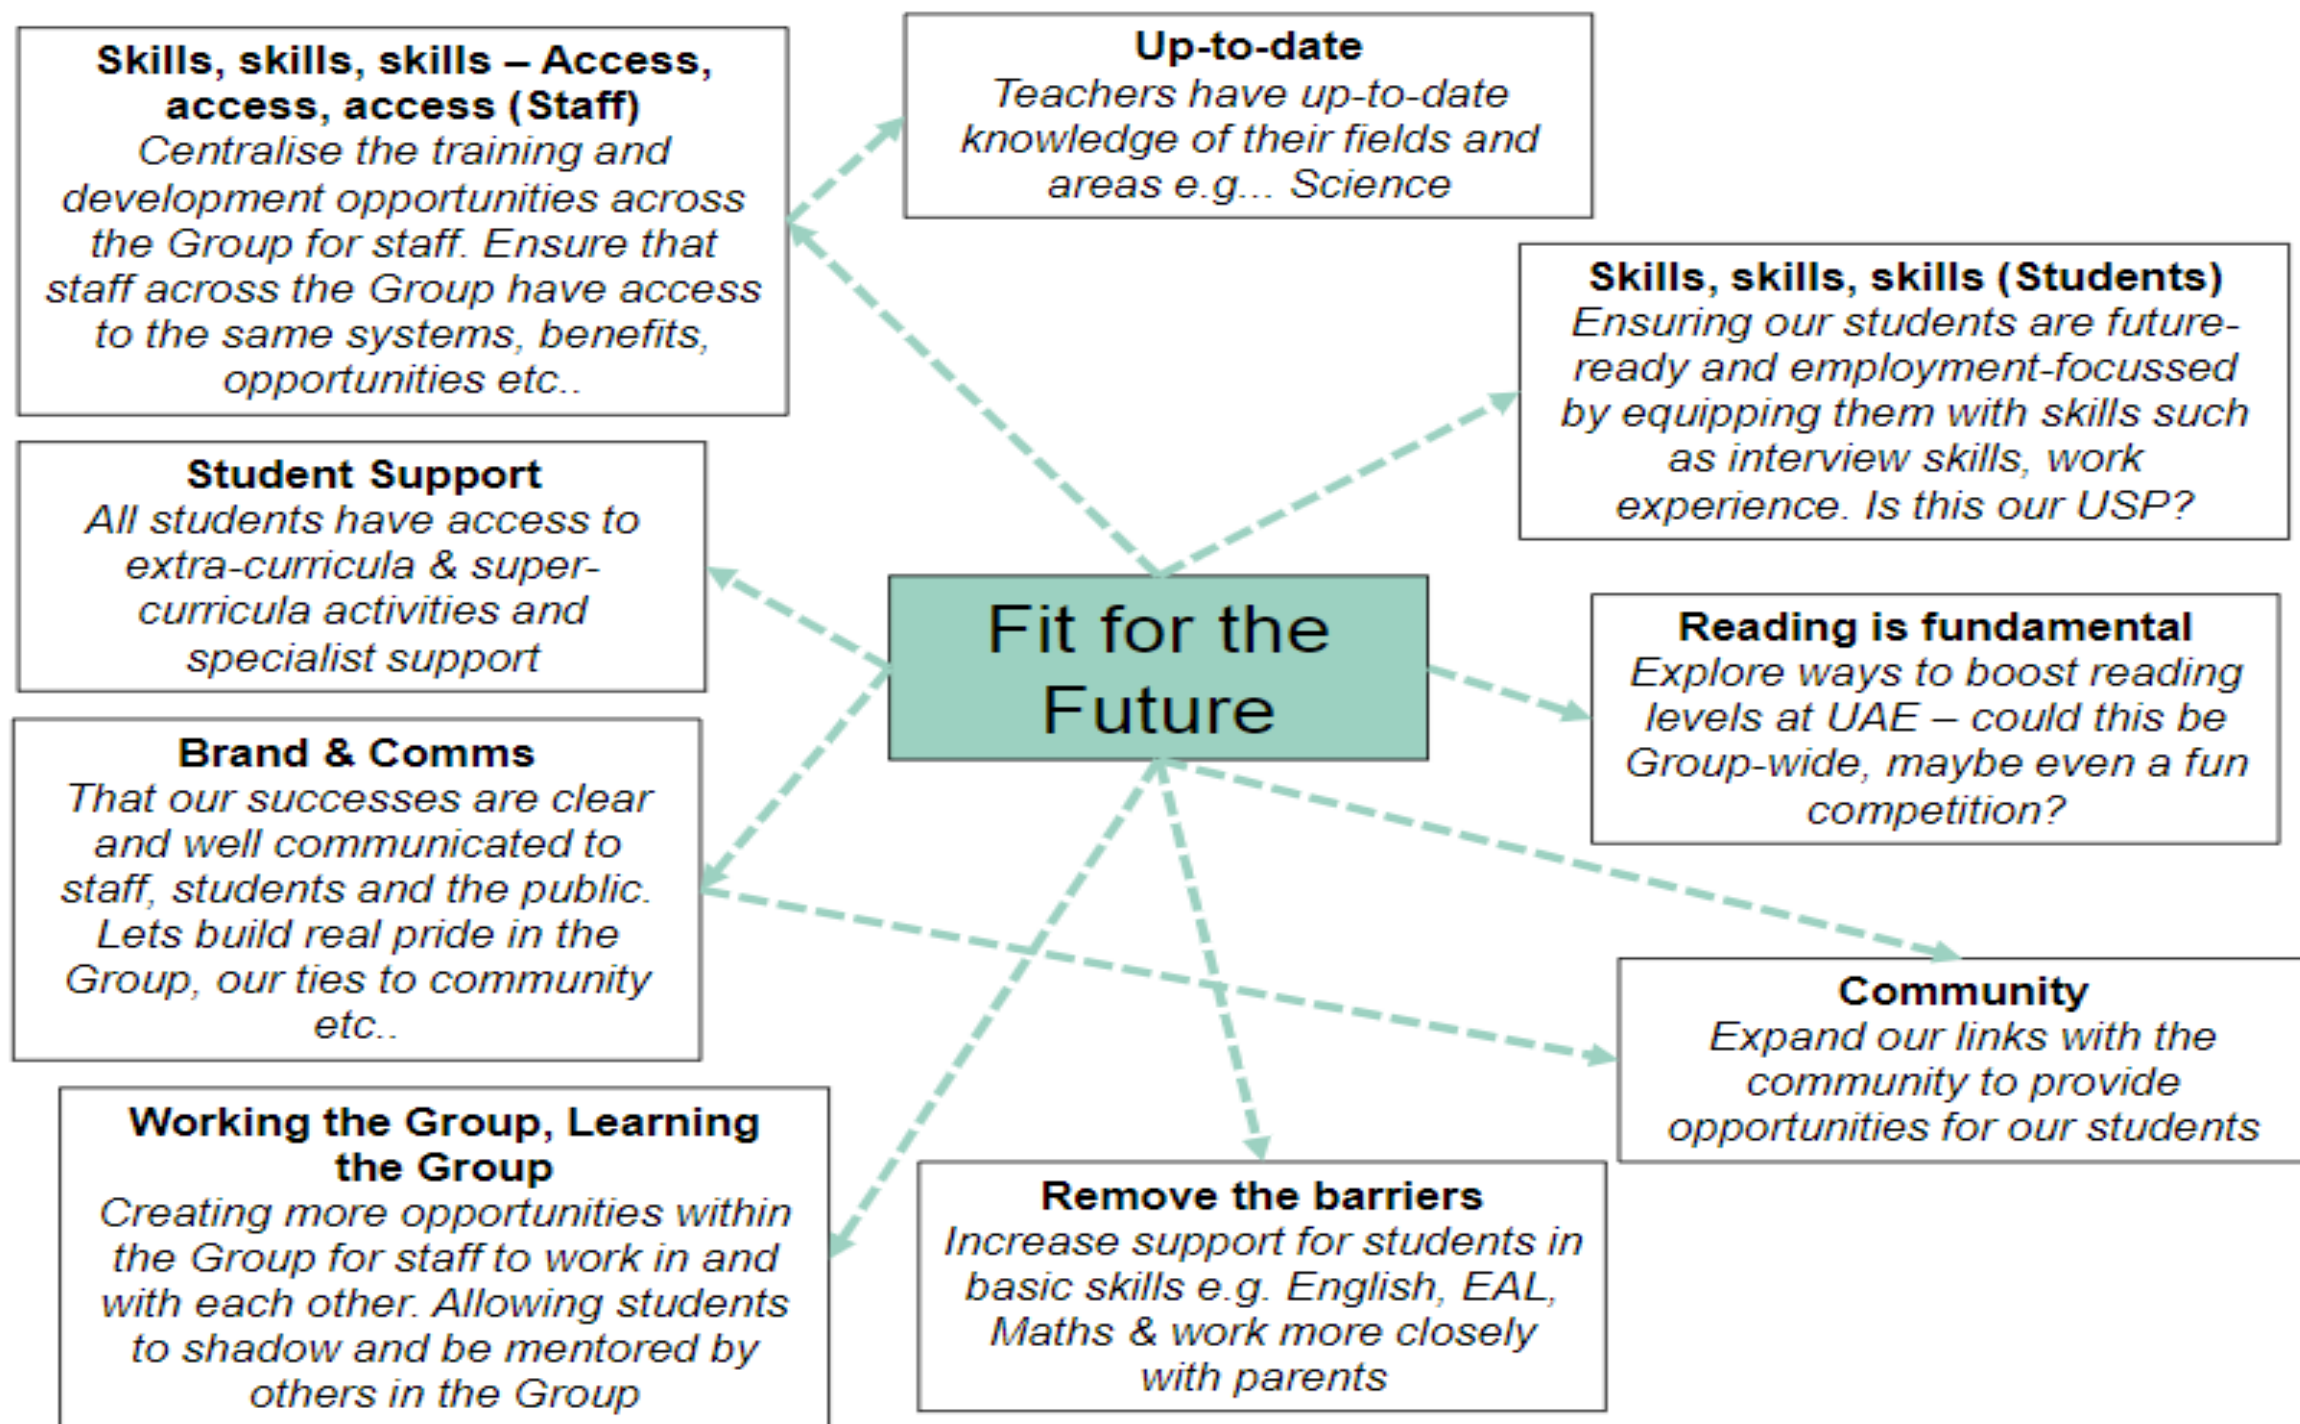 Skills, skills, skills – Access,
access, access (Staff)
Centralise the training and
development opportunities across
the Group for staff. Ensure that
staff across the Group have access
to the same systems, benefits,
opportunities etc..
Up-to-date
Teachers have up-to-date
knowledge of their fields and
areas e.g... Science
Skills, skills, skills (Students)
Ensuring our students are future-
ready and employment-focussed
by equipping them with skills such
as interview skills, work
experience. Is this our USP?
Student Support
All students have access to
extra-curricula & super-
curricula activities and
specialist support
Fit for the
Future
Reading is fundamental
Explore ways to boost reading
levels at UAE – could this be
Group-wide, maybe even a fun
competition?
Brand & Comms
That our successes are clear
and well communicated to
staff, students and the public.
Lets build real pride in the
Group, our ties to community
etc..
Community
Expand our links with the
community to provide
opportunities for our students
Working the Group, Learning
the Group
Creating more opportunities within
the Group for staff to work in and
with each other. Allowing students
to shadow and be mentored by
others in the Group
Remove the barriers
Increase support for students in
basic skills e.g. English, EAL,
Maths & work more closely
with parents